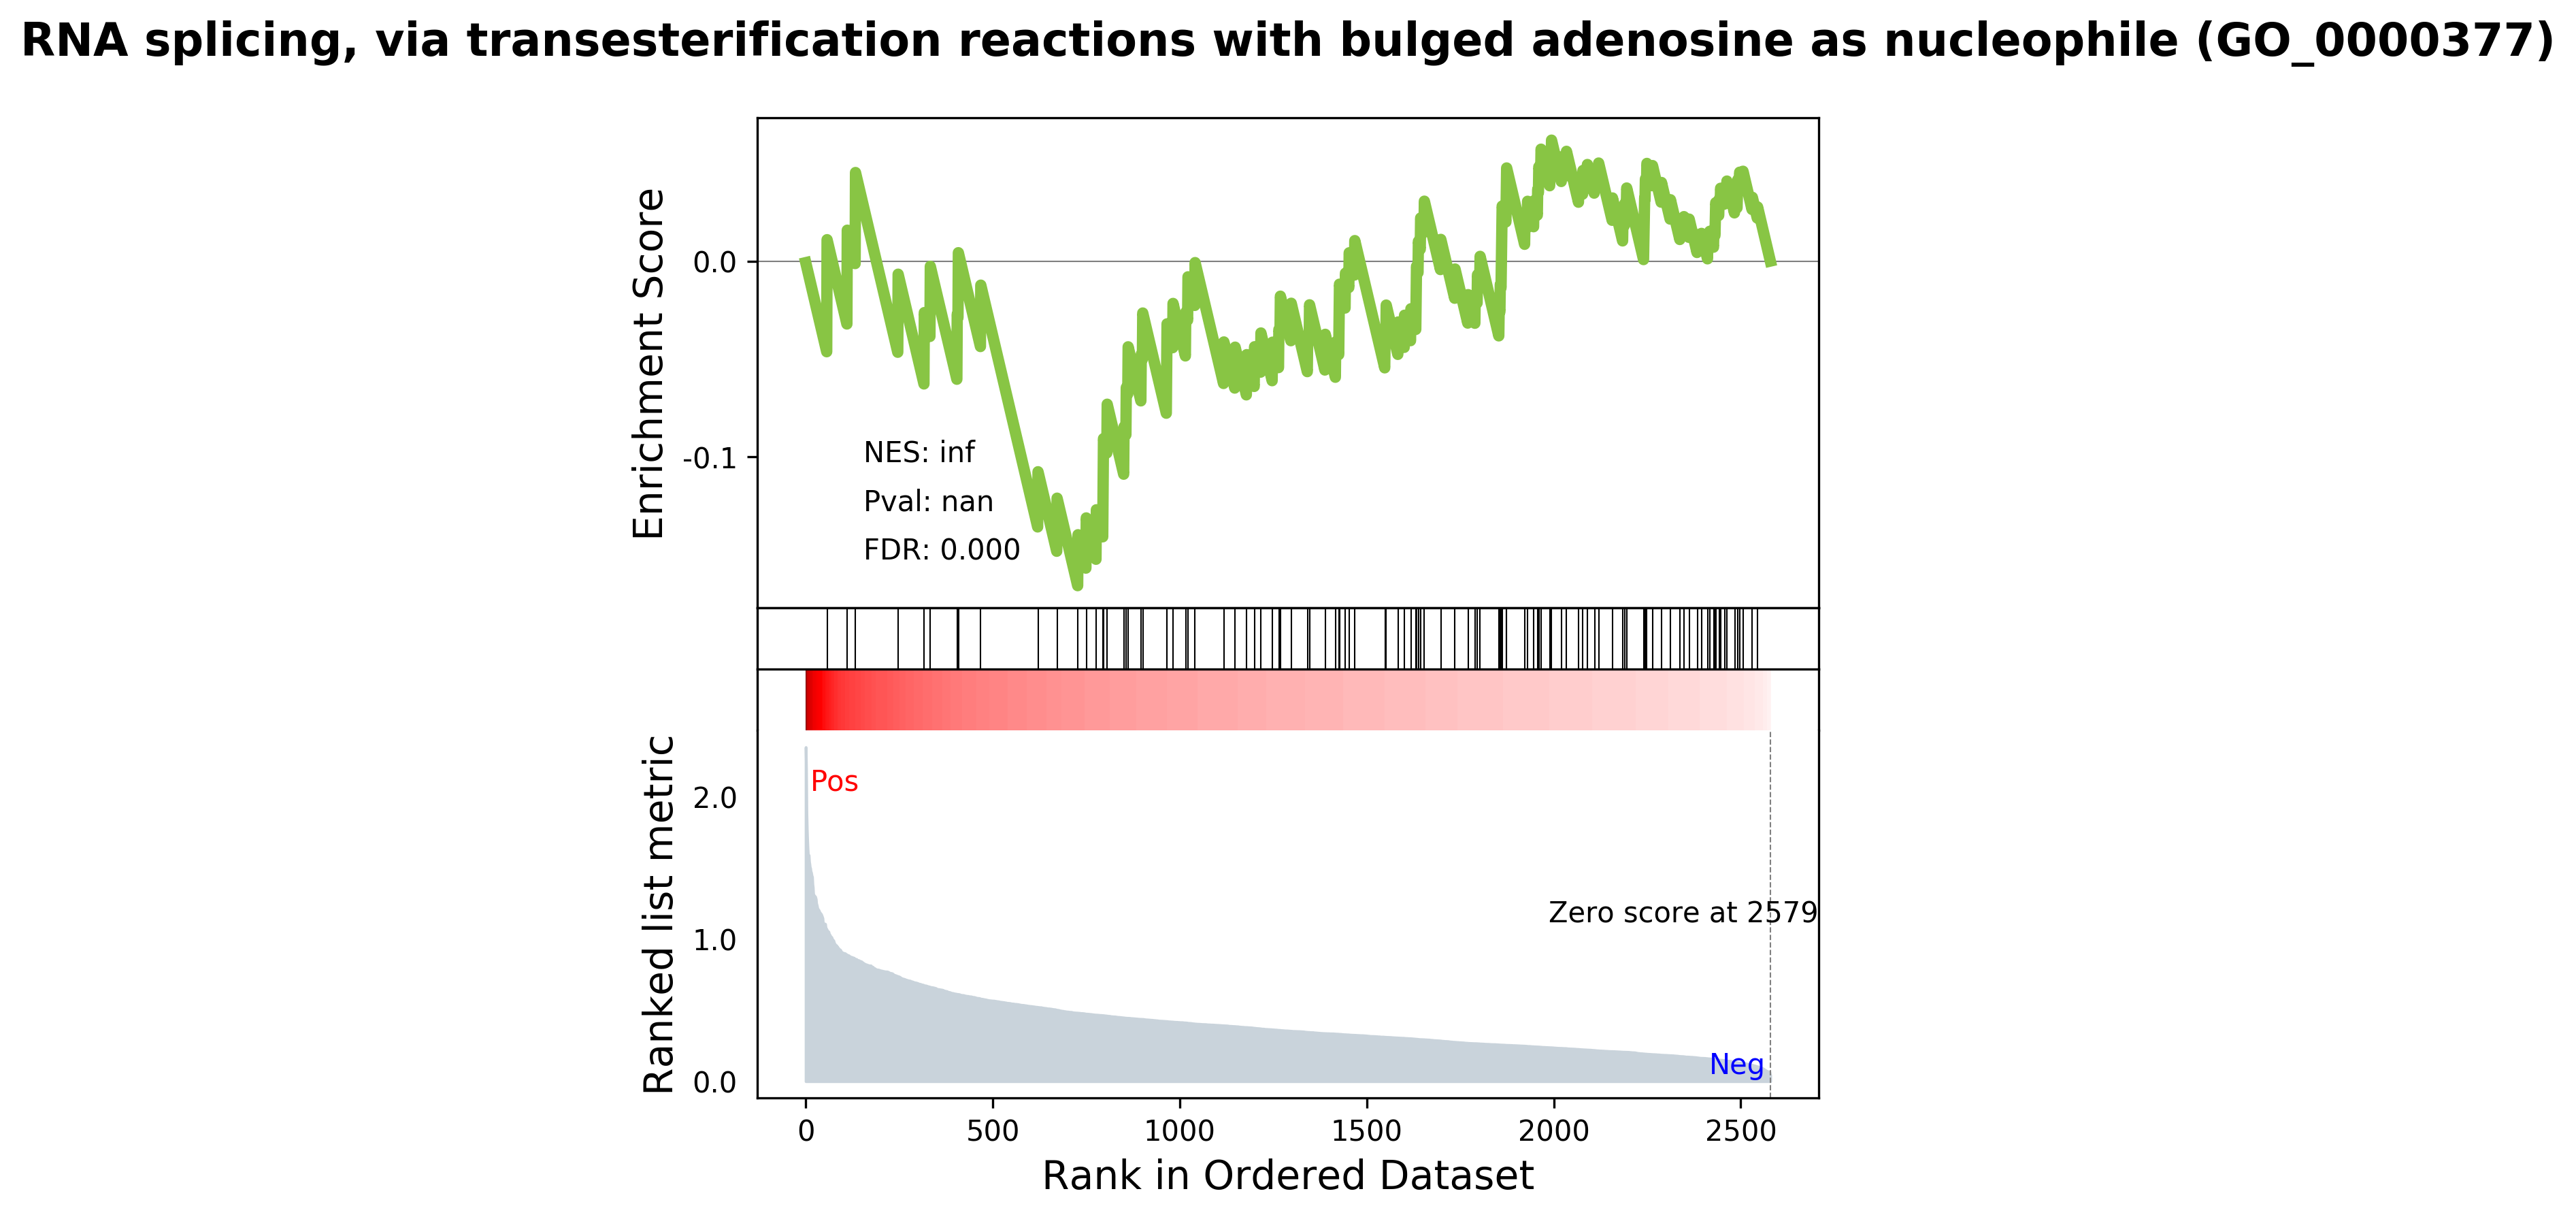 RNA splicing, via transesterification reactions with bulged adenosine as nucleophile (GO_0000377)
Enrichment Score
0.0
-0.1
NES: inf
Pval: nan
FDR: 0.000
Ranked list metric
2.0
1.0
0.0
Pos
Zero score at 2579
Neg
0 500 1000 1500 2000 2500
Rank in Ordered Dataset